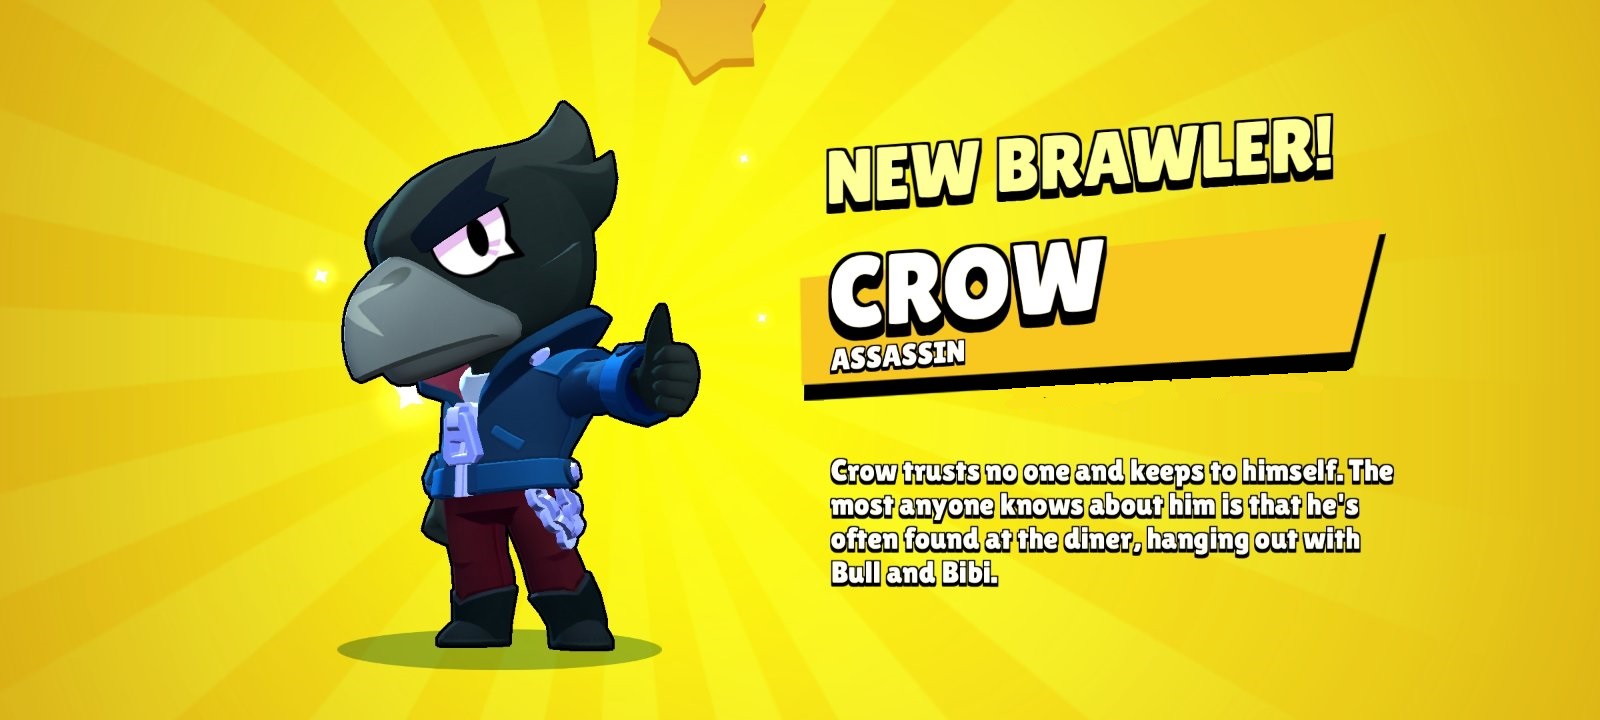 NEW BRAWLER!
CROW
ASSASSIN
Crow trusts no one and keeps to himself. The
most anyone knows about him is that he's
often found at the diner, hanging out with
Bull and Bibi.